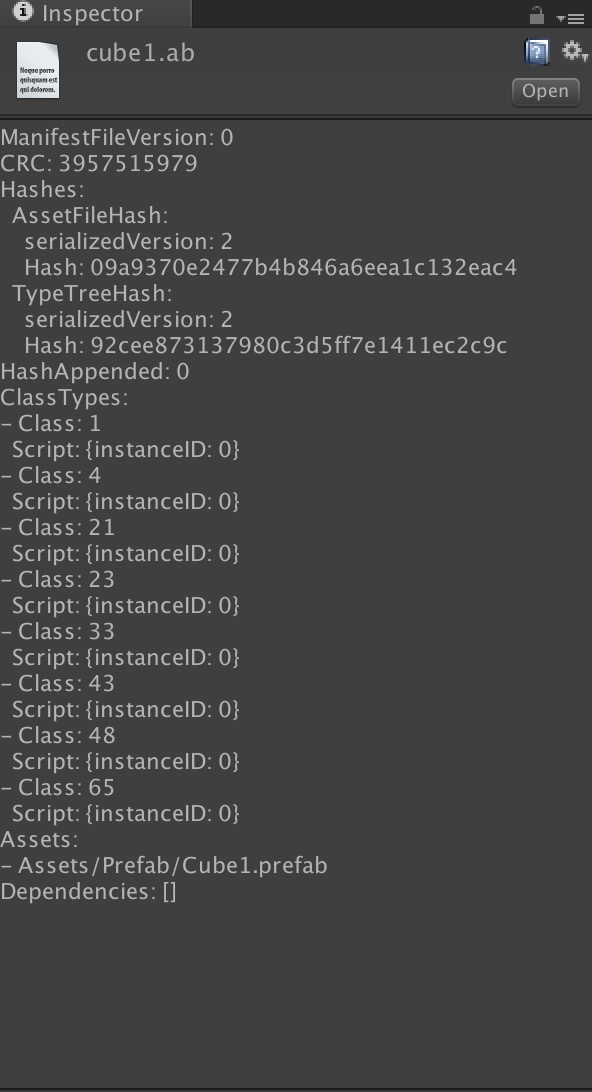 Inspector
cube1.ab
Neque porro
quisquam est
qui dolorem.
?
Open
ManifestFileVersion: 0
CRC: 3957515979
Hashes:
AssetFileHash:
serializedVersion: 2
Hash: 09a9370e2477b4b846a6eea1c132eac4
TypeTreeHash:
serializedVersion: 2
Hash: 92cee873137980c3d5ff7e1411ec2c9c
HashAppended: 0
ClassTypes:
- Class: 1
Script: {instanceID: 0}
- Class: 4
Script: {instanceID: 0}
- Class: 21
Script: {instanceID: 0}
- Class: 23
Script: {instanceID: 0}
- Class: 33
Script: {instanceID: 0}
- Class: 43
Script: {instanceID: 0}
- Class: 48
Script: {instanceID: 0}
- Class: 65
Script: {instanceID: 0}
Assets:
- Assets/Prefab/Cube1.prefab
Dependencies: []